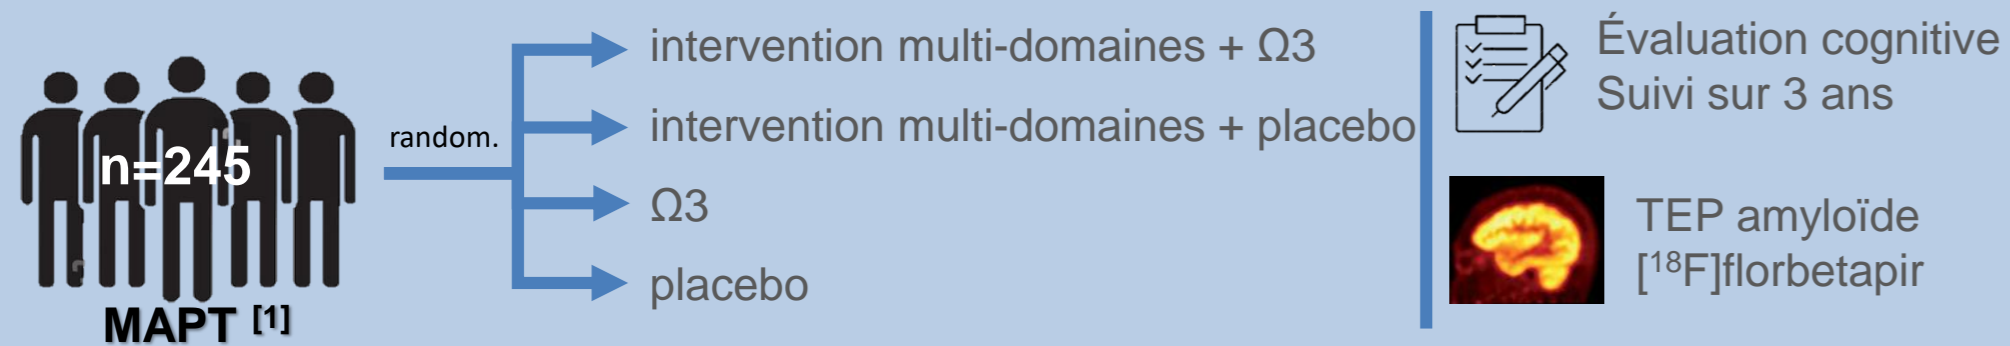 n=245
MAPT [1]
random.
intervention multi-domaines + Ω3
intervention multi-domaines + placebo
Ω3
placebo
Évaluation cognitive
Suivi sur 3 ans
TEP amyloïde
[¹⁸F]florbetapir